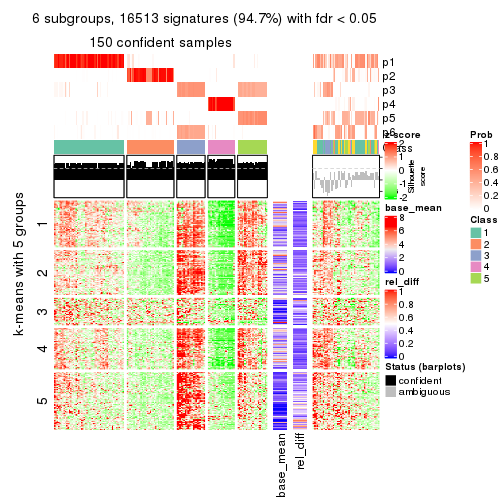 6 subgroups, 16513 signatures (94.7%) with fdr < 0.05
150 confident samples
p1
p2
p3
p4
p5
p6
Class
z-score
2
1
0
-1
-2
Silhouette
score
Prob
1
0.8
0.6
0.4
0.2
0
base_mean
8
6
4
2
0
Class
1
2
3
4
5
rel_diff
1
0.8
0.6
0.4
0.2
0
Status (barplots)
confident
ambiguous
k-means with 5 groups
1
2
3
4
5
base_mean
rel_diff